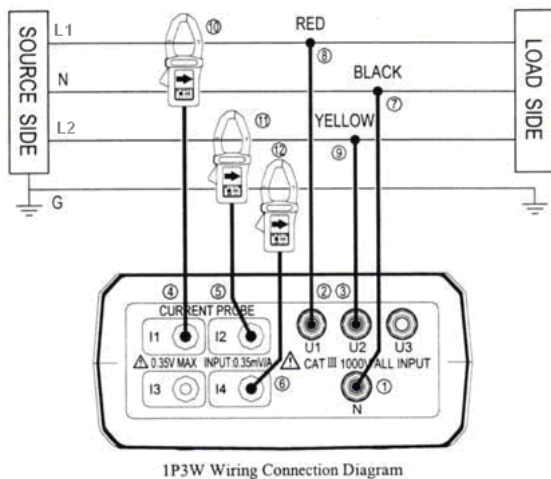 SOURCE SIDE
LOAD SIDE
L1
⑩
RED
⑧
N
BLACK
⑦
⑪
L2
YELLOW
⑫
⑨
G
④
⑤
②
③
CURRENT PROBE
I1
I2
U1
U2
U3
⚠ 0.35V MAX INPUT:0.35mV/A ⚠ CAT III 1000V ALL INPUT
I3
I4
⑥
①
N
1P3W Wiring Connection Diagram